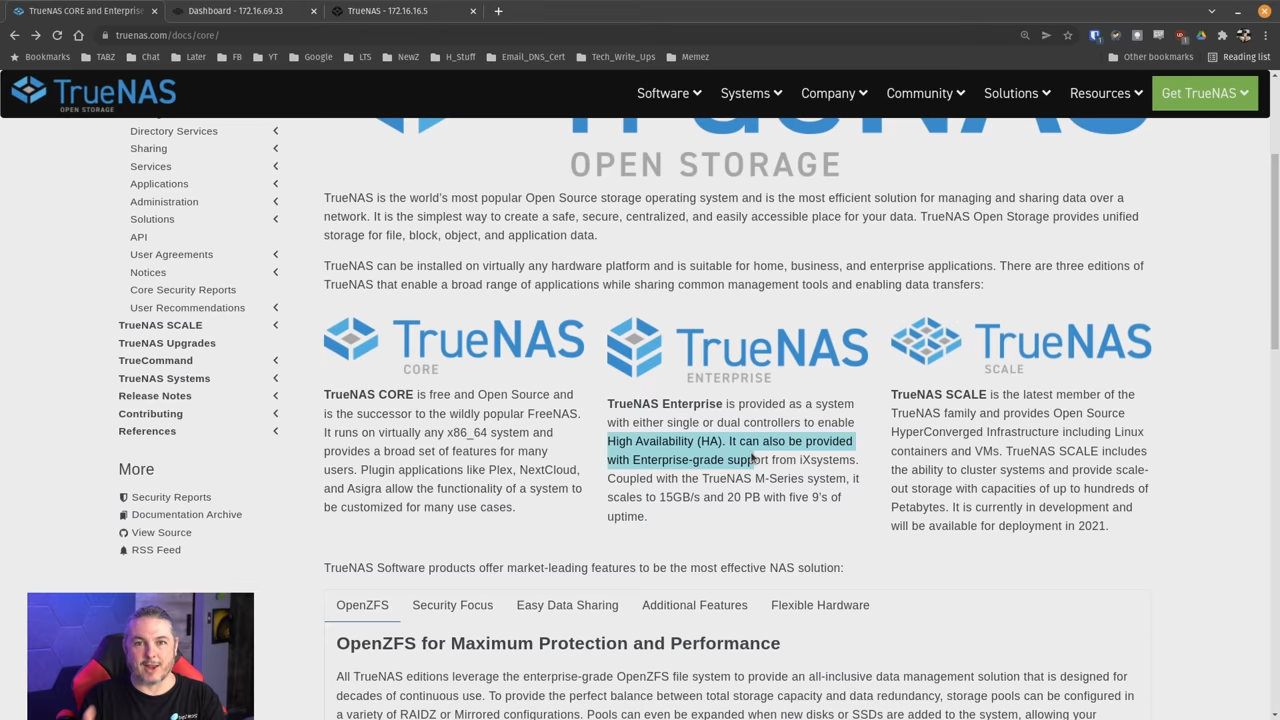 TrueNAS CORE and Enterprise
Dashboard - 172.16.69.33
TrueNAS - 172.16.16.5
truenas.com/docs/core/
Bookmarks
TABZ
Chat
Later
FB
YT
Google
LTS
NewZ
H_Stuff
Email_DNS_Cert
Tech_Write_Ups
Memez
Other bookmarks
Reading list
TrueNAS
OPEN STORAGE
Software
Systems
Company
Community
Solutions
Resources
Get TrueNAS
Directory Services
Sharing
Services
Applications
Administration
Solutions
API
User Agreements
Notices
Core Security Reports
User Recommendations
TrueNAS SCALE
TrueNAS Upgrades
TrueCommand
TrueNAS Systems
Release Notes
Contributing
References
More
Security Reports
Documentation Archive
View Source
RSS Feed
TrueNAS
OPEN STORAGE
TrueNAS is the world's most popular Open Source storage operating system and is the most efficient solution for managing and sharing data over a
network. It is the simplest way to create a safe, secure, centralized, and easily accessible place for your data. TrueNAS Open Storage provides unified
storage for file, block, object, and application data.
TrueNAS can be installed on virtually any hardware platform and is suitable for home, business, and enterprise applications. There are three editions of
TrueNAS that enable a broad range of applications while sharing common management tools and enabling data transfers:
TrueNAS
CORE
TrueNAS CORE is free and Open Source and
is the successor to the wildly popular FreeNAS.
It runs on virtually any x86_64 system and
provides a broad set of features for many
users. Plugin applications like Plex, NextCloud,
and Asigra allow the functionality of a system to
be customized for many use cases.
TrueNAS
ENTERPRISE
TrueNAS Enterprise is provided as a system
with either single or dual controllers to enable
High Availability (HA). It can also be provided
with Enterprise-grade support from iXsystems.
Coupled with the TrueNAS M-Series system, it
scales to 15GB/s and 20 PB with five 9's of
uptime.
TrueNAS
SCALE
TrueNAS SCALE is the latest member of the
TrueNAS family and provides Open Source
HyperConverged Infrastructure including Linux
containers and VMs. TrueNAS SCALE includes
the ability to cluster systems and provide scale-
out storage with capacities of up to hundreds of
Petabytes. It is currently in development and
will be available for deployment in 2021.
TrueNAS Software products offer market-leading features to be the most effective NAS solution:
OpenZFS
Security Focus
Easy Data Sharing
Additional Features
Flexible Hardware
OpenZFS for Maximum Protection and Performance
All TrueNAS editions leverage the enterprise-grade OpenZFS file system to provide an all-inclusive data management solution that is designed for
decades of continuous use. To provide the perfect balance between total storage capacity and data redundancy, storage pools can be configured in
a variety of RAIDZ or Mirrored configurations. Pools can even be expanded when new disks or SSDs are added to the system, allowing your